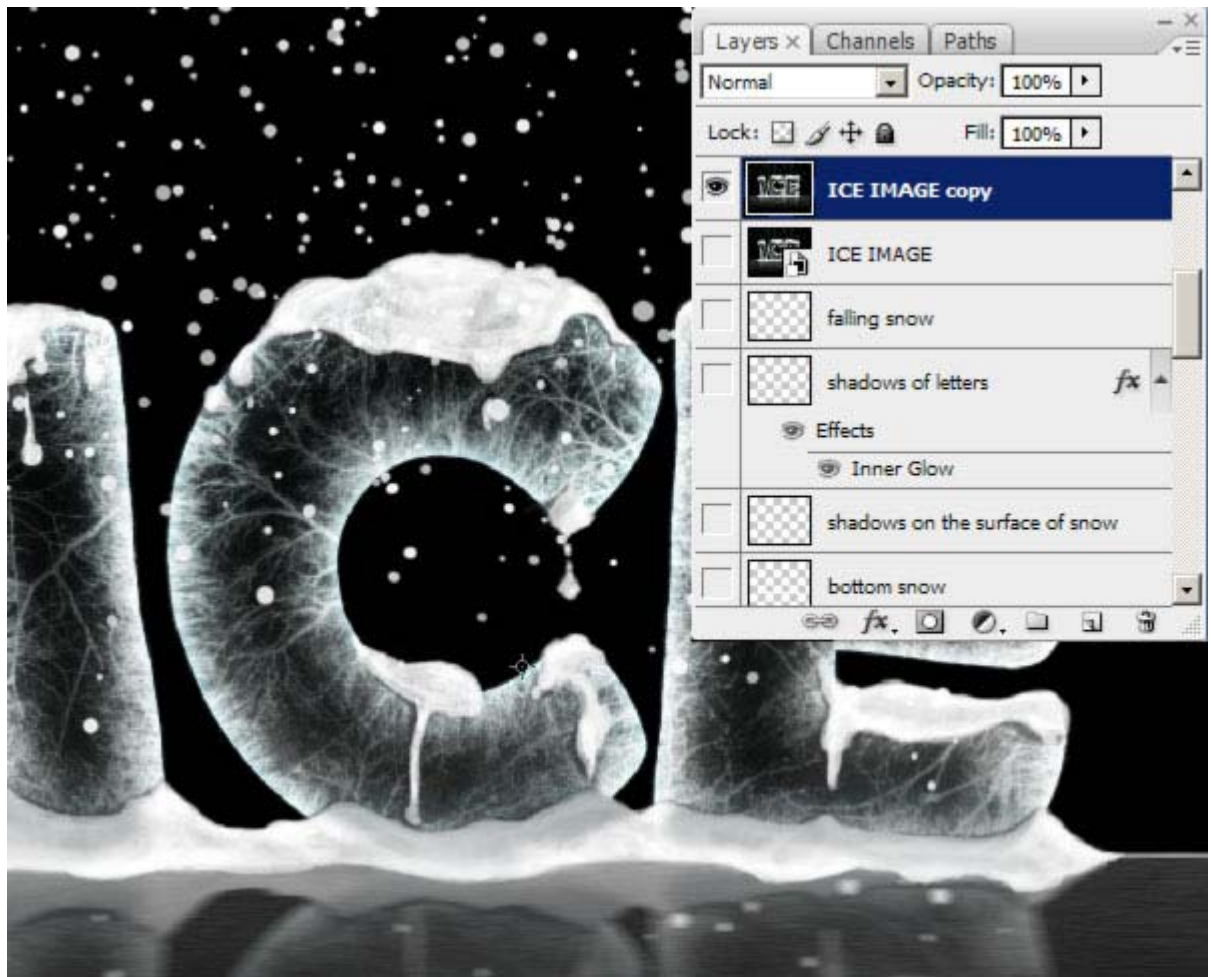 Layers × Channels Paths
Normal Opacity: 100%
Lock: Fill: 100%
ICE IMAGE copy
ICE IMAGE
falling snow
shadows of letters fx
Effects
Inner Glow
shadows on the surface of snow
bottom snow
fx.
ICE